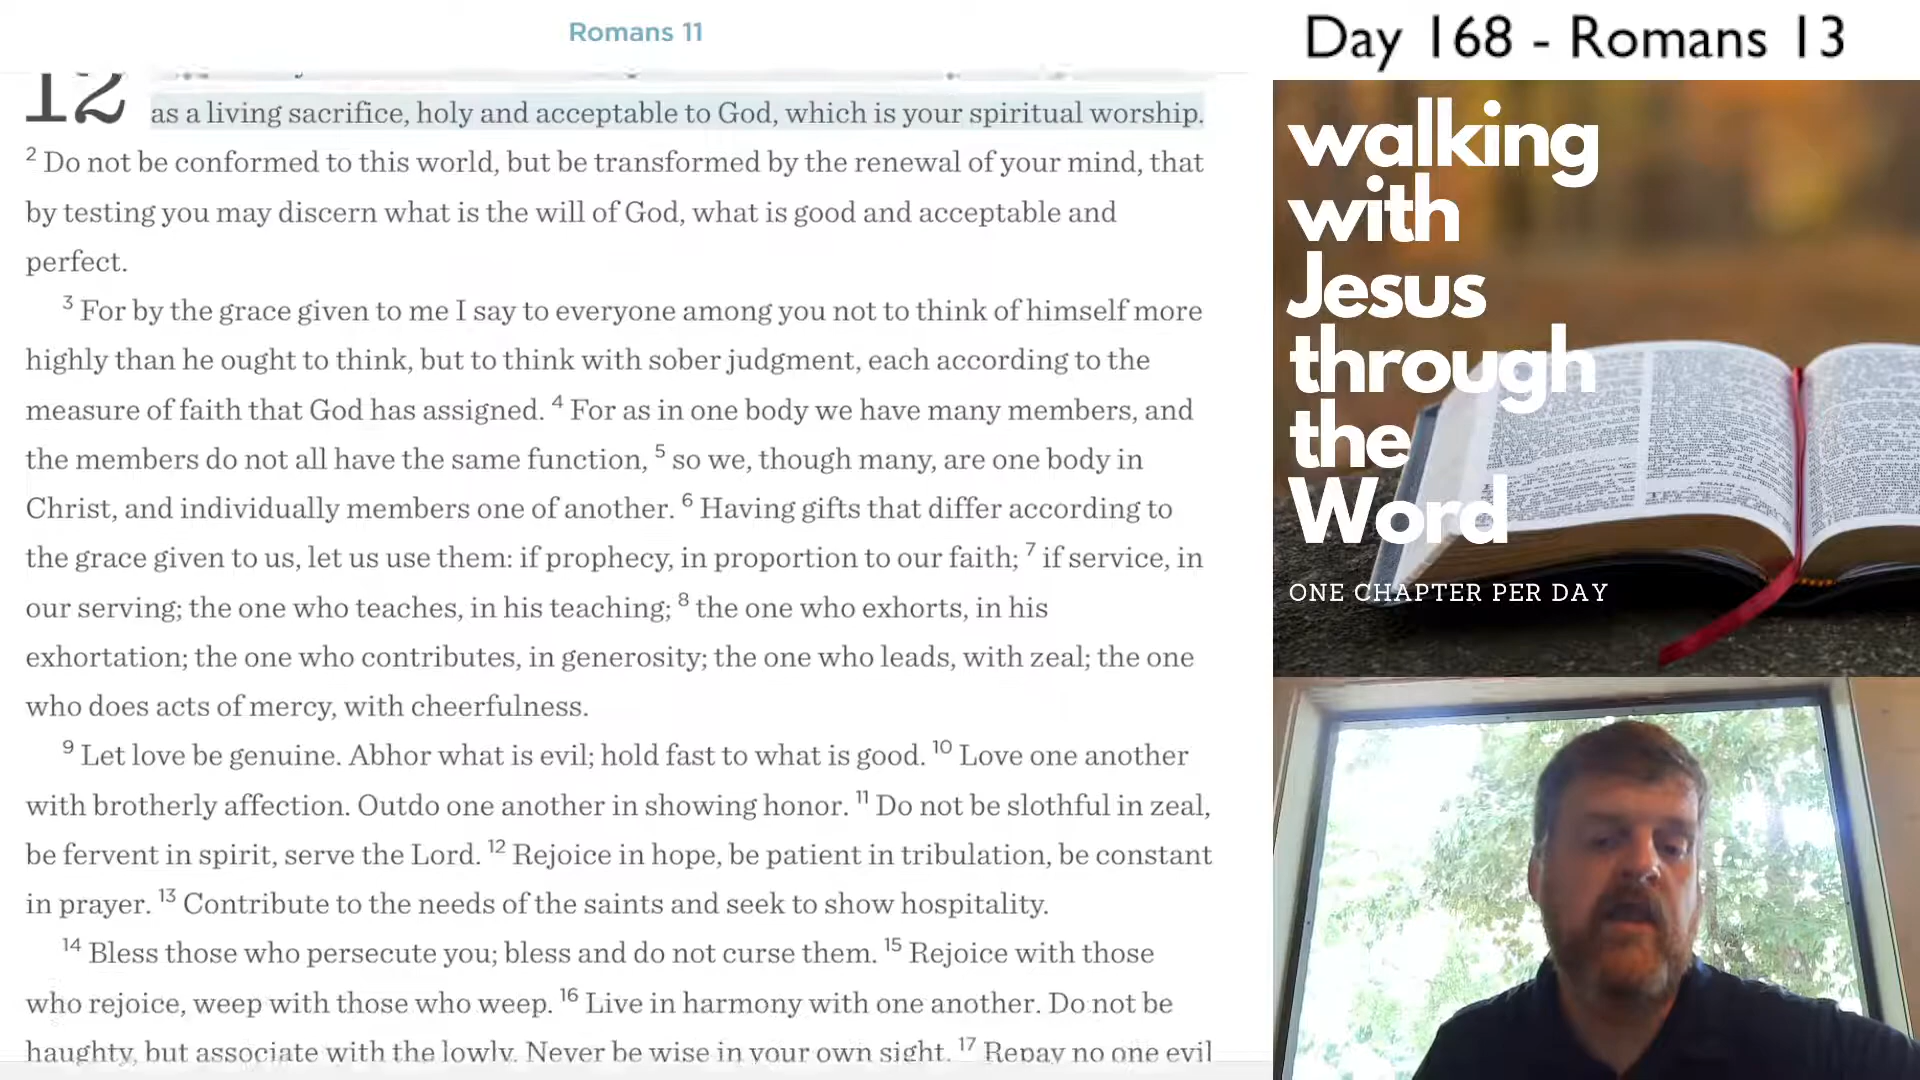 Romans 11
12 as a living sacrifice, holy and acceptable to God, which is your spiritual worship.
2 Do not be conformed to this world, but be transformed by the renewal of your mind, that
by testing you may discern what is the will of God, what is good and acceptable and
perfect.
3 For by the grace given to me I say to everyone among you not to think of himself more
highly than he ought to think, but to think with sober judgment, each according to the
measure of faith that God has assigned. 4 For as in one body we have many members, and
the members do not all have the same function, 5 so we, though many, are one body in
Christ, and individually members one of another. 6 Having gifts that differ according to
the grace given to us, let us use them: if prophecy, in proportion to our faith; 7 if service, in
our serving; the one who teaches, in his teaching; 8 the one who exhorts, in his
exhortation; the one who contributes, in generosity; the one who leads, with zeal; the one
who does acts of mercy, with cheerfulness.
9 Let love be genuine. Abhor what is evil; hold fast to what is good. 10 Love one another
with brotherly affection. Outdo one another in showing honor. 11 Do not be slothful in zeal,
be fervent in spirit, serve the Lord. 12 Rejoice in hope, be patient in tribulation, be constant
in prayer. 13 Contribute to the needs of the saints and seek to show hospitality.
14 Bless those who persecute you; bless and do not curse them. 15 Rejoice with those
who rejoice, weep with those who weep. 16 Live in harmony with one another. Do not be
haughty, but associate with the lowly. Never be wise in your own sight. 17 Repay no one evil
Day 168 - Romans 13
walking
with
Jesus
through
the
Word
ONE CHAPTER PER DAY